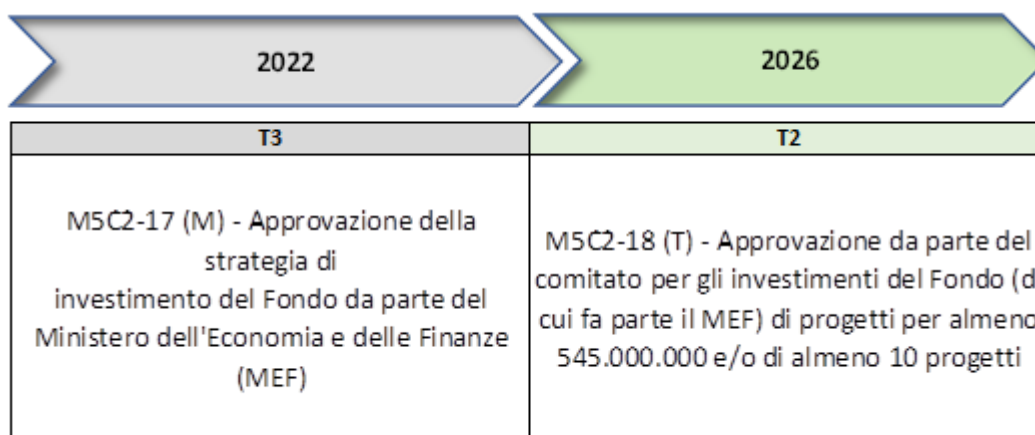 2022
2026
T3
T2
M5C2-17 (M) - Approvazione della
strategia di
investimento del Fondo da parte del
Ministero dell'Economia e delle Finanze
(MEF)
M5C2-18 (T) - Approvazione da parte del
comitato per gli investimenti del Fondo (d
cui fa parte il MEF) di progetti per almeno
545.000.000 e/o di almeno 10 progetti